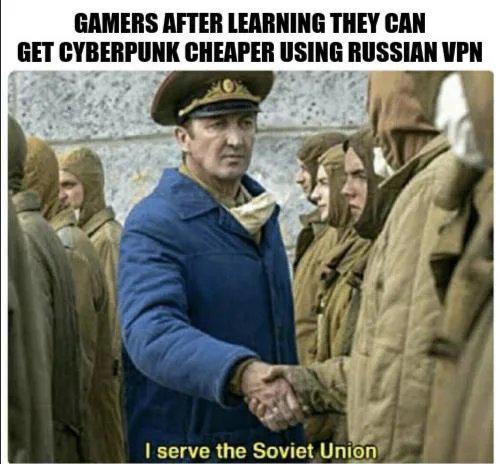 GAMERS AFTER LEARNING THEY CAN
GET CYBERPUNK CHEAPER USING RUSSIAN VPN
I serve the Soviet Union